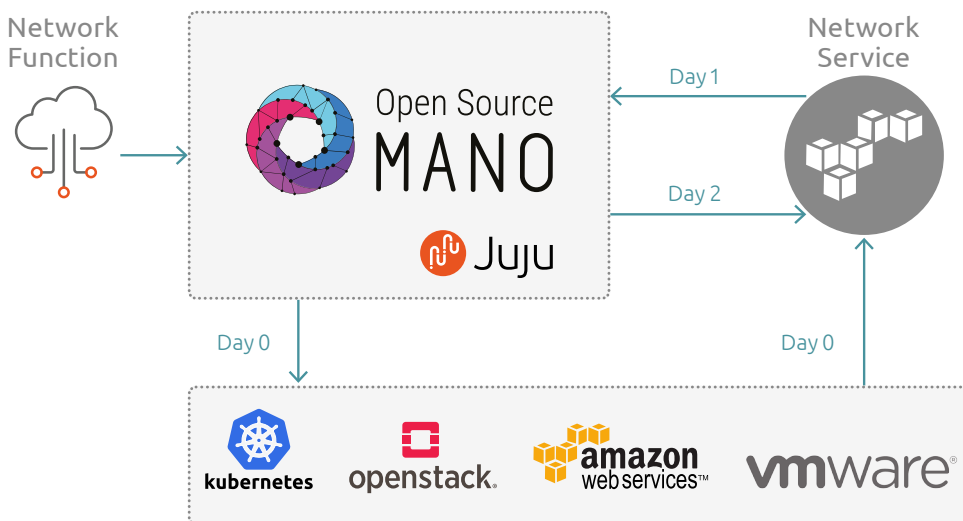 Network
Function
Open Source
MANO
Juju
Network
Service
Day 1
Day 2
Day 0
Day 0
kubernetes
openstack.
amazon
web services™
vmware®